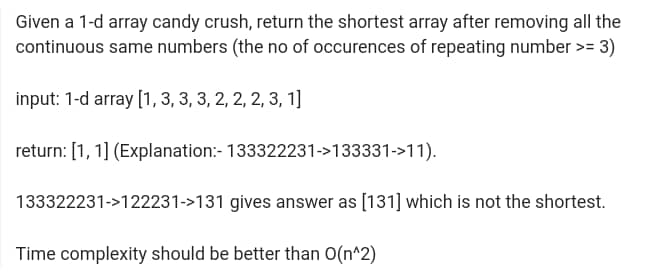 Given a 1-d array candy crush, return the shortest array after removing all the
continuous same numbers (the no of occurences of repeating number >= 3)
input: 1-d array [1, 3, 3, 3, 2, 2, 2, 3, 1]
return: [1, 1] (Explanation:- 133322231->133331->11).
133322231->122231->131 gives answer as [131] which is not the shortest.
Time complexity should be better than O(n^2)